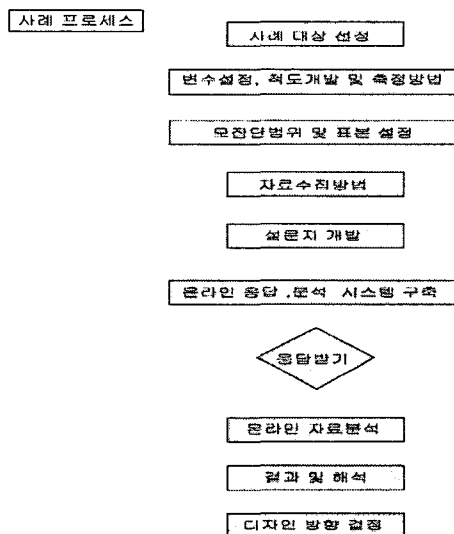 사례 프로세스
사례 대상 선정
변수설정, 척도개발 및 측정방법
모집단범위 및 표본 설정
자료수집방법
설문지 개발
온라인 응답 ,분석 시스템 구축
응답받기
온라인 자료분석
결과 및 해석
디자인 방향 결정